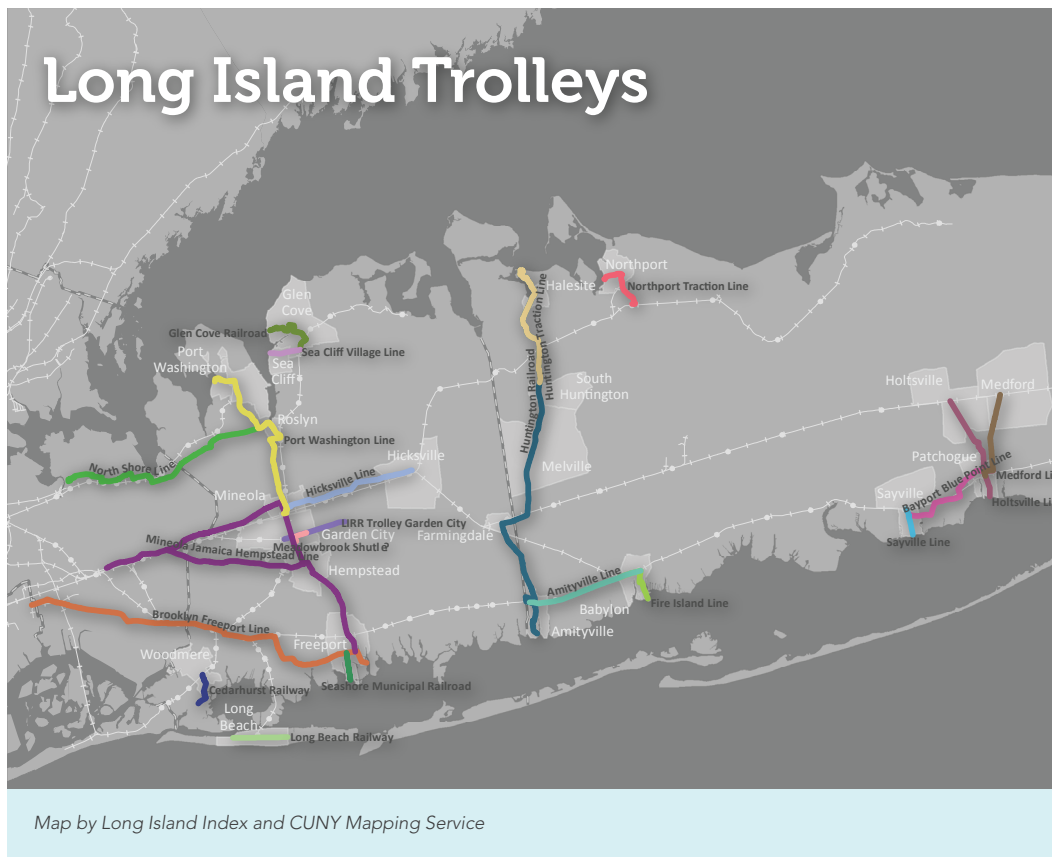 Long Island Trolleys
Northport
Halesite
Northport Traction Line
Glen
Cove
Glen Cove Railroad
Sea Cliff Village Line
Port
Washington
Sea
Cliff
Huntington Traction Line
Huntington Railroad
South
Huntington
Holtsville
Medford
Roslyn
Port Washington Line
North Shore Line
Hicksville
Hicksville Line
Melville
Patchogue
Medford Li
Bayport Blue Point Line
Sayville
Holtsville Li
Sayville Line
Mineola
LIRR Trolley Garden City
Garden City
Farmingdale
Meadowbrook Shutl ?
Mineola Jamaica Hempstead Line
Hempstead
Amityville Line
Babylon
Fire Island Line
Amityville
Brooklyn Freeport Line
Freeport
Woodmere
Seashore Municipal Railroad
Cedarhurst Railway
Long
Beach
Long Beach Railway
Map by Long Island Index and CUNY Mapping Service